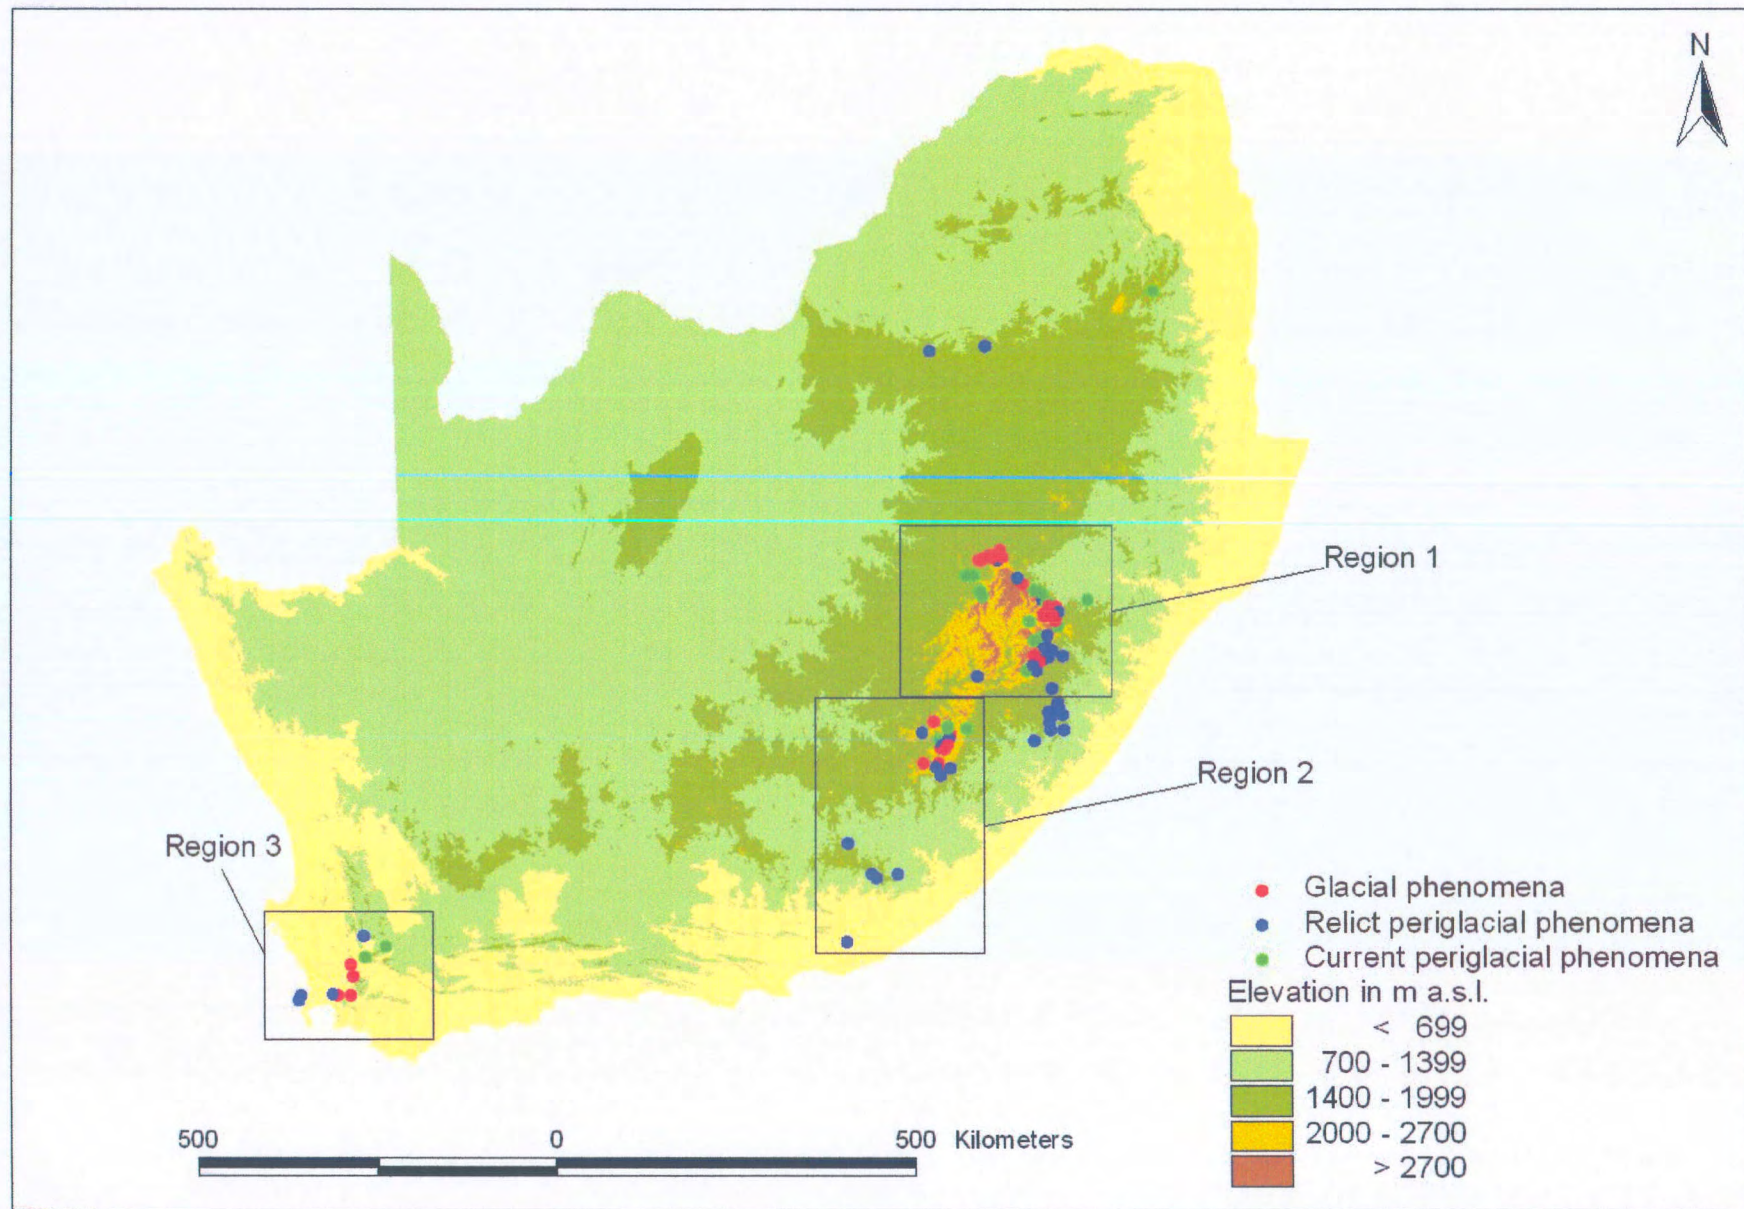 N
Region 1
Region 2
Region 3
Glacial phenomena
Relict periglacial phenomena
Current periglacial phenomena
Elevation in m a.s.l.
< 699
700 - 1399
1400 - 1999
2000 - 2700
> 2700
500 0 500 Kilometers